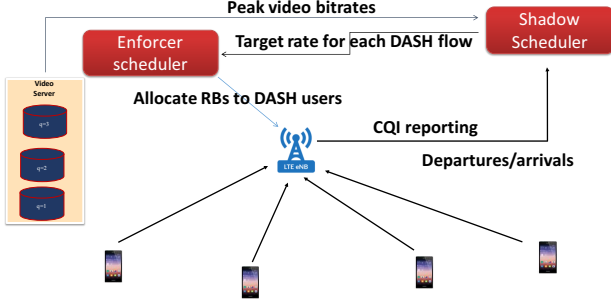 Peak video bitrates
Enforcer
scheduler
Target rate for each DASH flow
Shadow
Scheduler
Video
Server
q=3
q=2
q=1
Allocate RBs to DASH users
LTE eNB
CQI reporting
Departures/arrivals